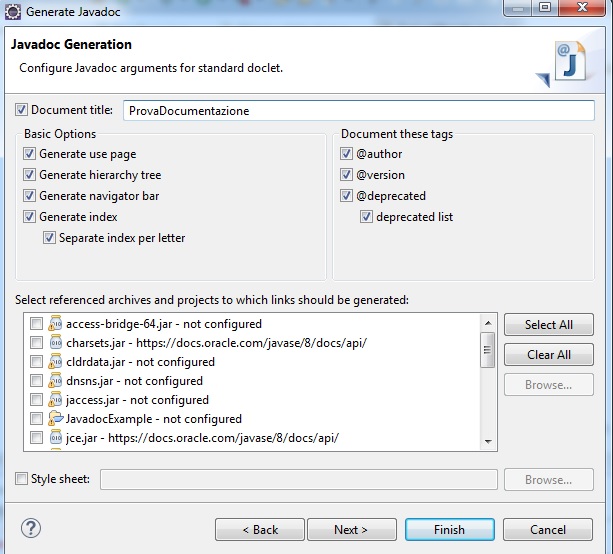 Generate Javadoc
Javadoc Generation
Configure Javadoc arguments for standard doclet.
@ J
Document title: ProvaDocumentazione
Basic Options
Generate use page
Generate hierarchy tree
Generate navigator bar
Generate index
Separate index per letter
Document these tags
@author
@version
@deprecated
deprecated list
Select referenced archives and projects to which links should be generated:
access-bridge-64.jar - not configured
charsets.jar - https://docs.oracle.com/javase/8/docs/api/
cldrdata.jar - not configured
dnsns.jar - not configured
jaccess.jar - not configured
JavadocExample - not configured
jce.jar - https://docs.oracle.com/javase/8/docs/api/
Select All
Clear All
Browse...
Style sheet:
Browse...
?
< Back
Next >
Finish
Cancel